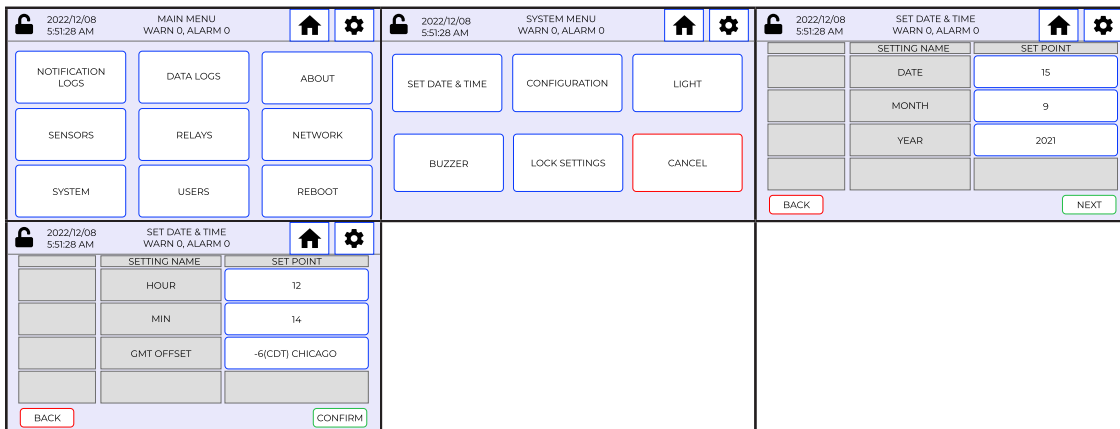 2022/12/08
5:51:28 AM
MAIN MENU
WARN 0, ALARM 0
NOTIFICATION
LOGS
DATA LOGS
ABOUT
SENSORS
RELAYS
NETWORK
SYSTEM
USERS
REBOOT
2022/12/08
5:51:28 AM
SYSTEM MENU
WARN 0, ALARM 0
SET DATE & TIME
CONFIGURATION
LIGHT
BUZZER
LOCK SETTINGS
CANCEL
2022/12/08
5:51:28 AM
SET DATE & TIME
WARN 0, ALARM 0
SETTING NAME
SET POINT
DATE
15
MONTH
9
YEAR
2021
BACK
NEXT
2022/12/08
5:51:28 AM
SET DATE & TIME
WARN 0, ALARM 0
SETTING NAME
SET POINT
HOUR
12
MIN
14
GMT OFFSET
-6(CDT) CHICAGO
BACK
CONFIRM